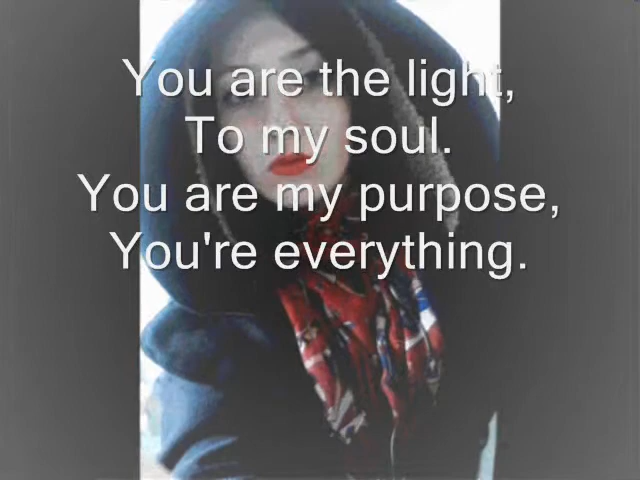 You are the light,
To my soul.
You are my purpose,
You're everything.